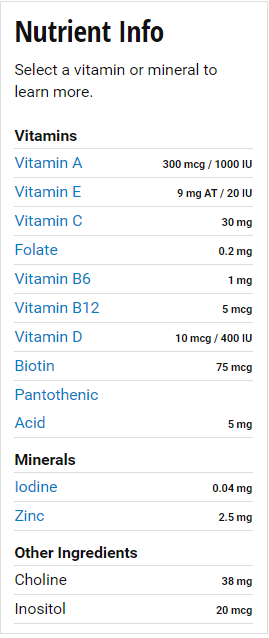 Nutrient Info
Select a vitamin or mineral to
learn more.
Vitamins
Vitamin A 300 mcg / 1000 IU
Vitamin E 9 mg AT / 20 IU
Vitamin C 30 mg
Folate 0.2 mg
Vitamin B6 1 mg
Vitamin B12 5 mcg
Vitamin D 10 mcg / 400 IU
Biotin 75 mcg
Pantothenic
Acid 5 mg
Minerals
Iodine 0.04 mg
Zinc 2.5 mg
Other Ingredients
Choline 38 mg
Inositol 20 mcg